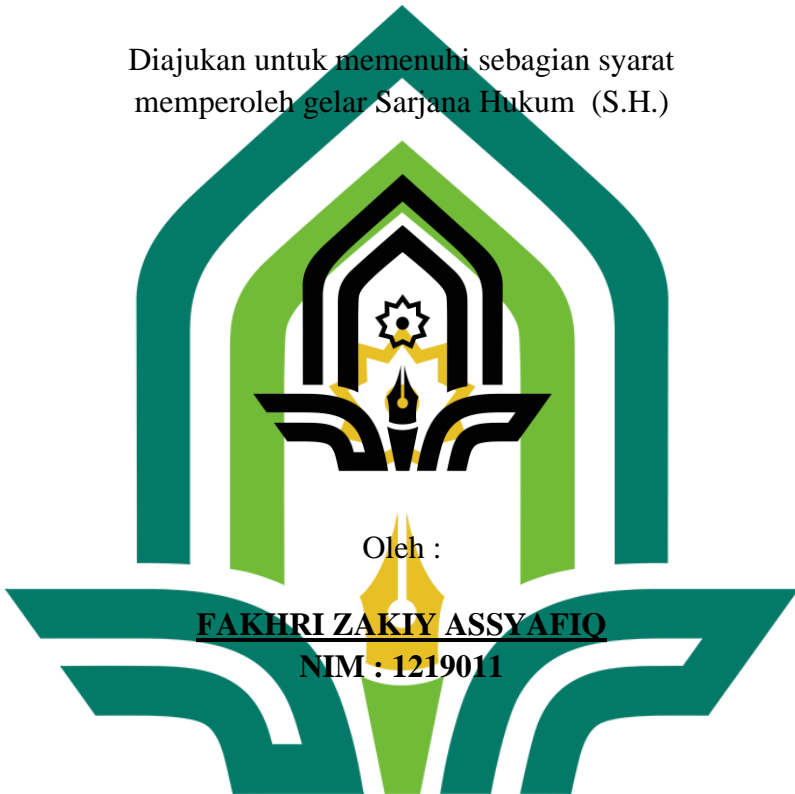 Diajukan untuk memenuhi sebagian syarat
memperoleh gelar Sarjana Hukum  (S.H.)
Oleh :
FAKHRI ZAKIY ASSYAFIQ
NIM : 1219011